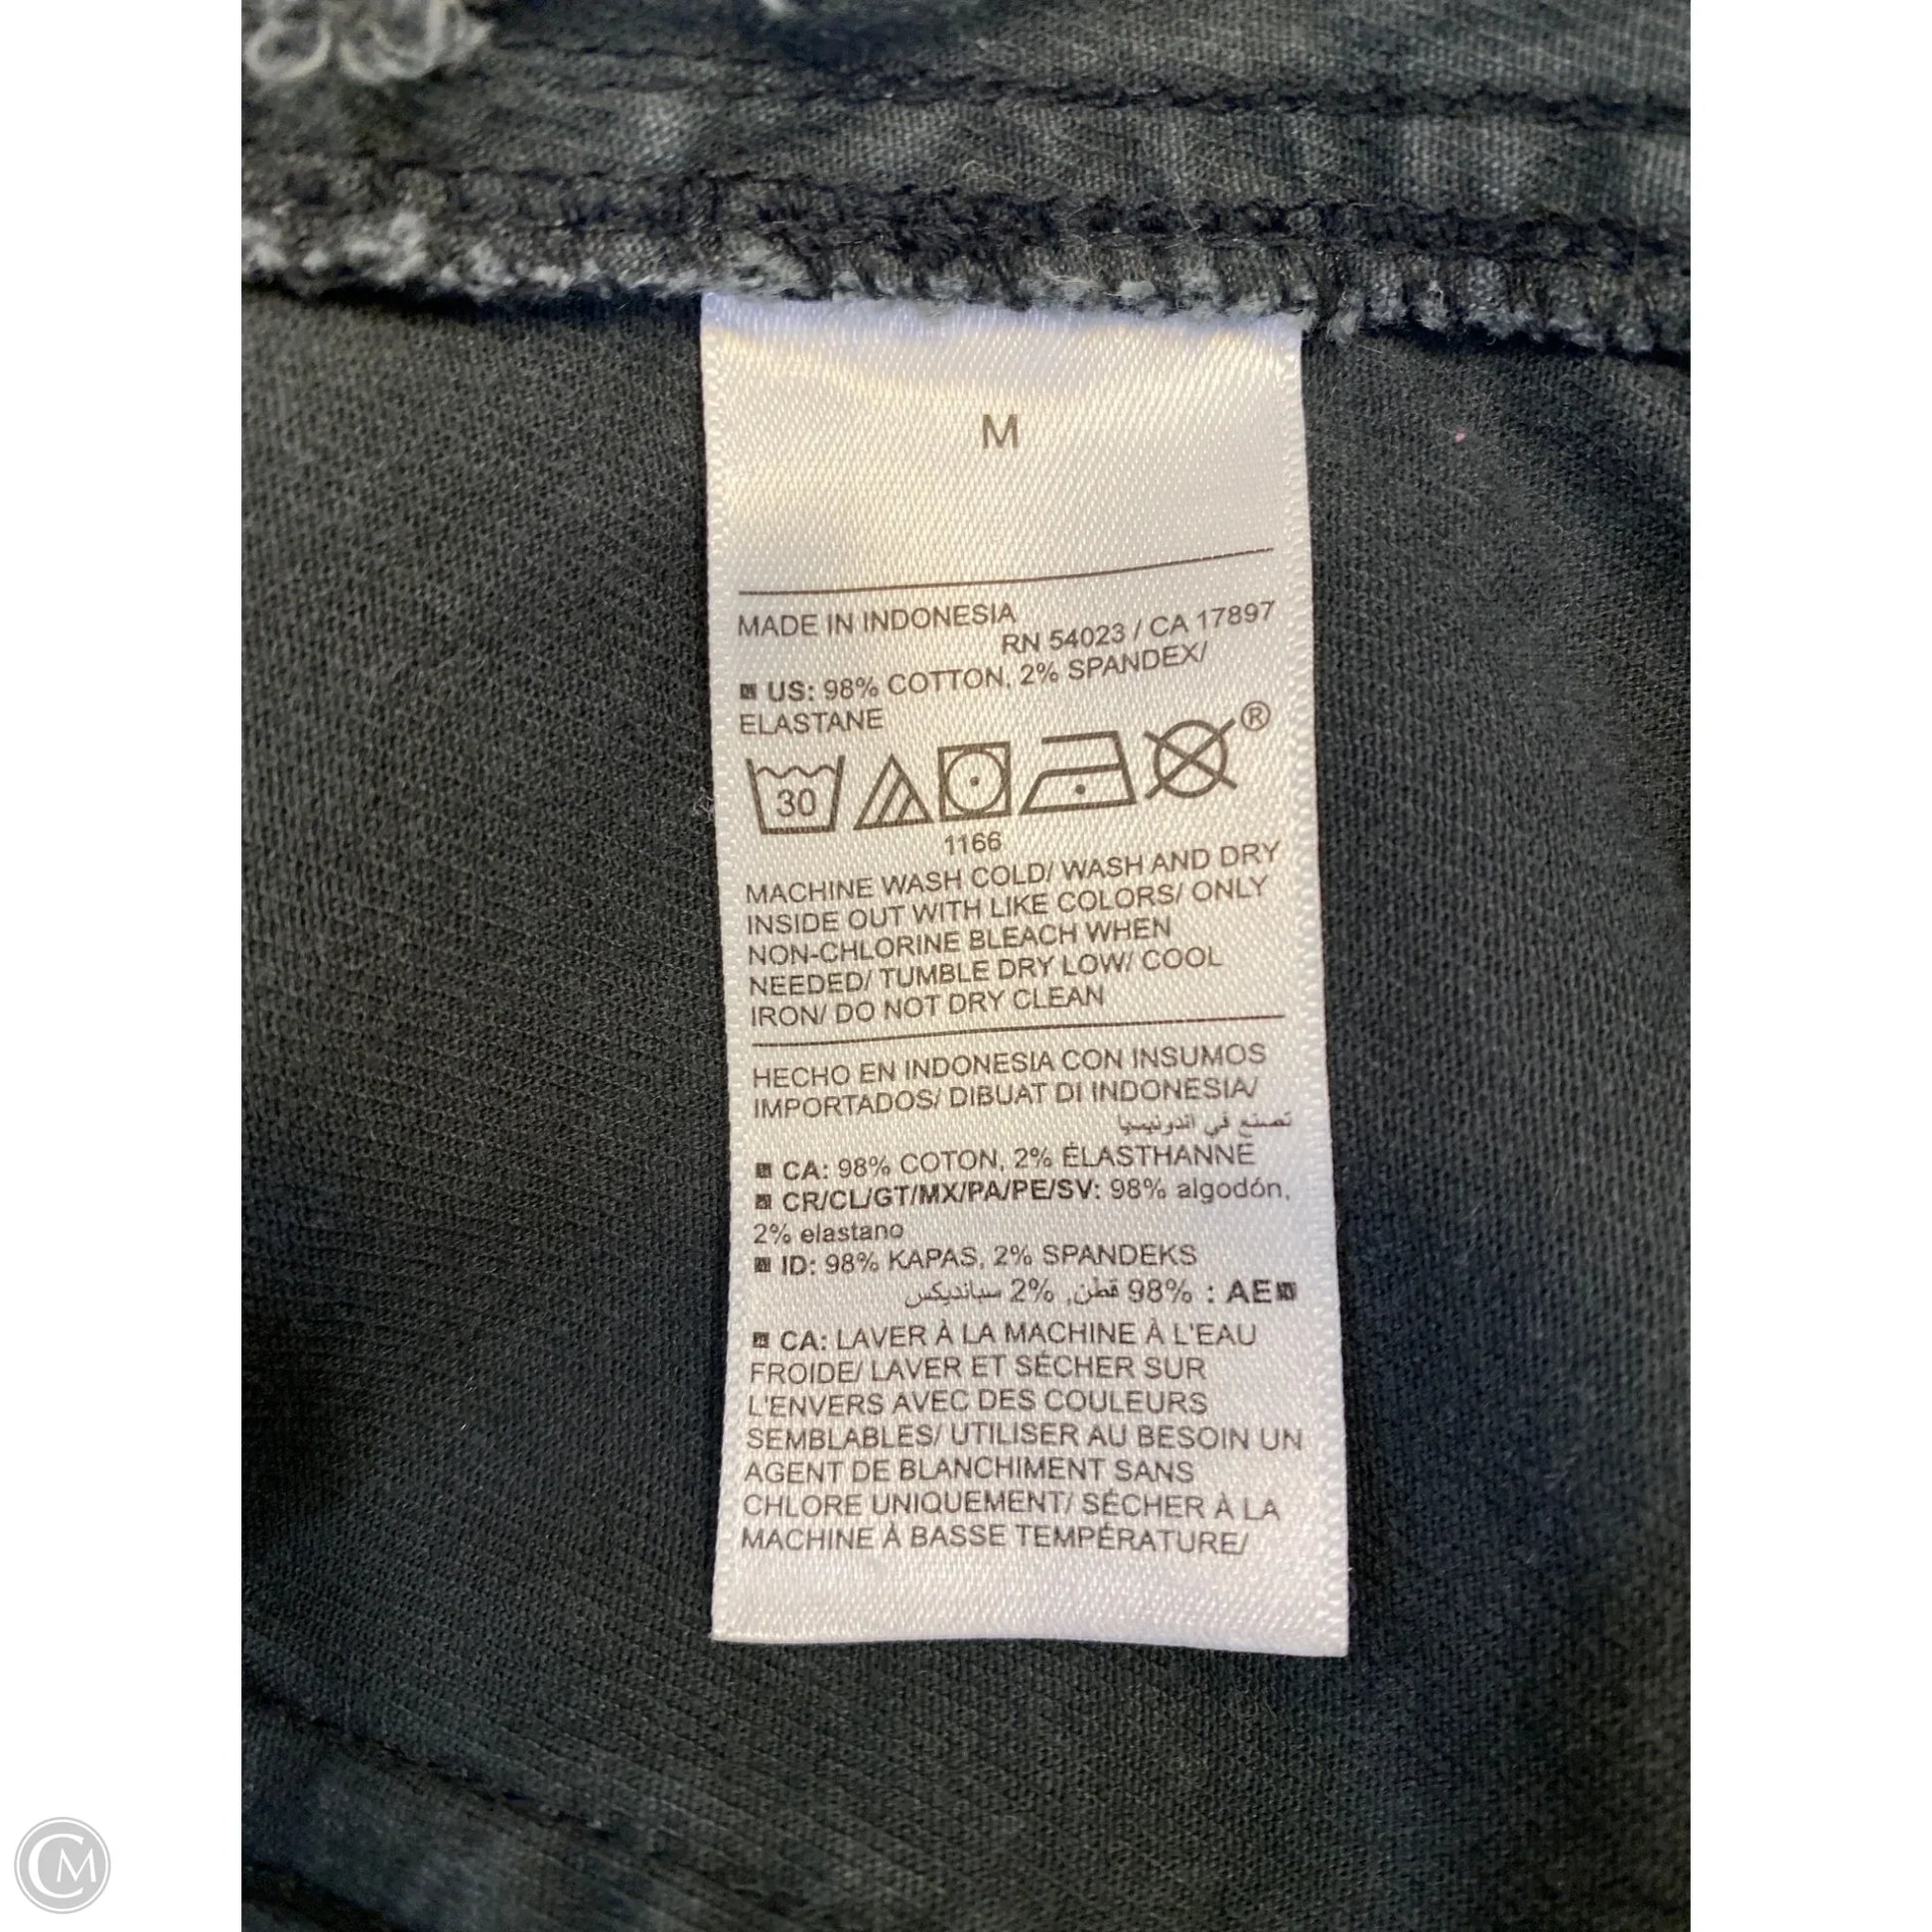 M
MADE IN INDONESIA
RN 54023 / CA 17897
US: 98% COTTON, 2% SPANDEX/
ELASTANE
®
30
1166
MACHINE WASH COLD/ WASH AND DRY
INSIDE OUT WITH LIKE COLORS/ ONLY
NON-CHLORINE BLEACH WHEN
NEEDED/ TUMBLE DRY LOW/ COOL
IRON/ DO NOT DRY CLEAN
HECHO EN INDONESIA CON INSUMOS
IMPORTADOS/ DIBUAT DI INDONESIA/
تصنع في اندونيسيا
CA: 98% COTON, 2% ÉLASTHANNE
CR/CL/GT/MX/PA/PE/SV: 98% algodón,
2% elastano
ID: 98% KAPAS, 2% SPANDEKS
AE : 98% قطن, 2% سبانديكس
CA: LAVER À LA MACHINE À L'EAU
FROIDE/ LAVER ET SÉCHER SUR
L'ENVERS AVEC DES COULEURS
SEMBLABLES/ UTILISER AU BESOIN UN
AGENT DE BLANCHIMENT SANS
CHLORE UNIQUEMENT/ SÉCHER À LA
MACHINE À BASSE TEMPÉRATURE/
CM